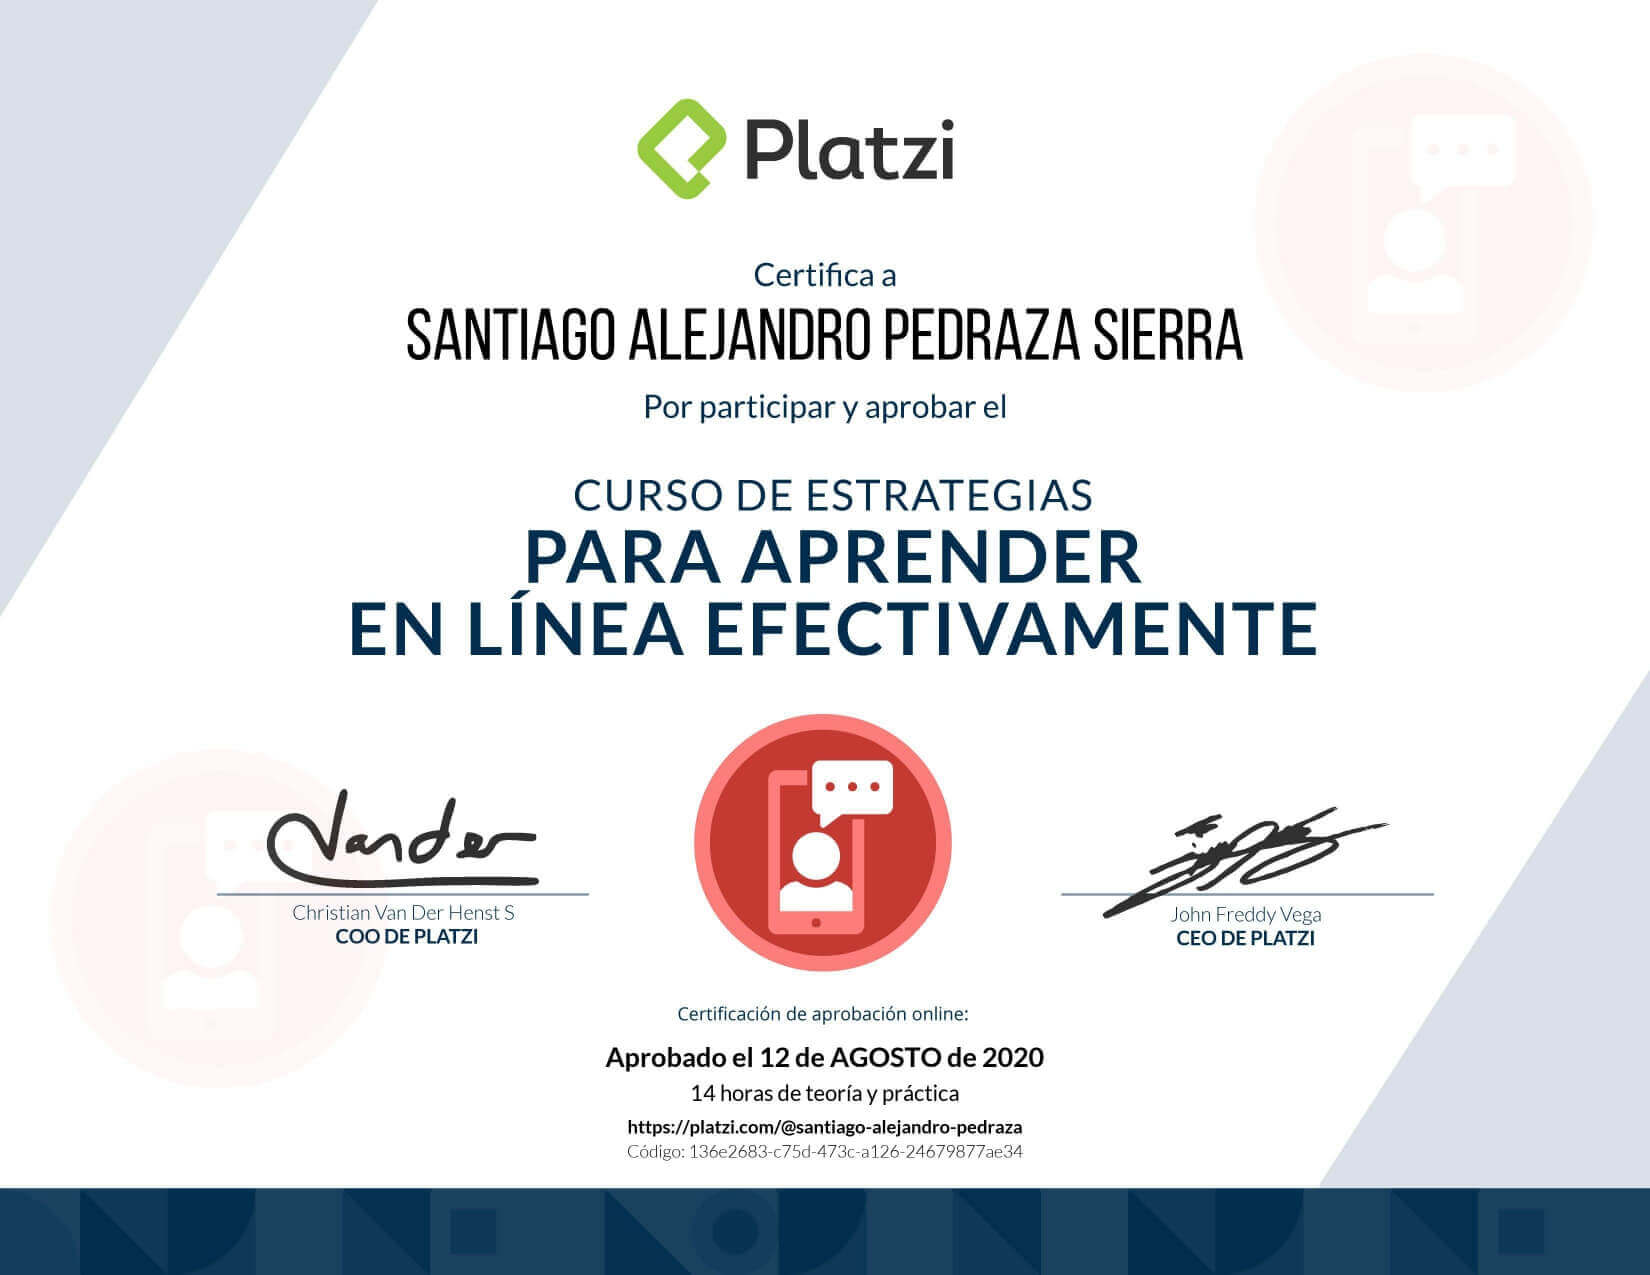 Platzi
Certifica a
SANTIAGO ALEJANDRO PEDRAZA SIERRA
Por participar y aprobar el
CURSO DE ESTRATEGIAS
PARA APRENDER
EN LÍNEA EFECTIVAMENTE
Vander
Christian Van Der Henst S
COO DE PLATZI
John Freddy Vega
CEO DE PLATZI
Certificación de aprobación online:
Aprobado el 12 de AGOSTO de 2020
14 horas de teoría y práctica
https://platzi.com/@santiago-alejandro-pedraza
Código: 136e2683-c75d-473c-a126-24679877ae34